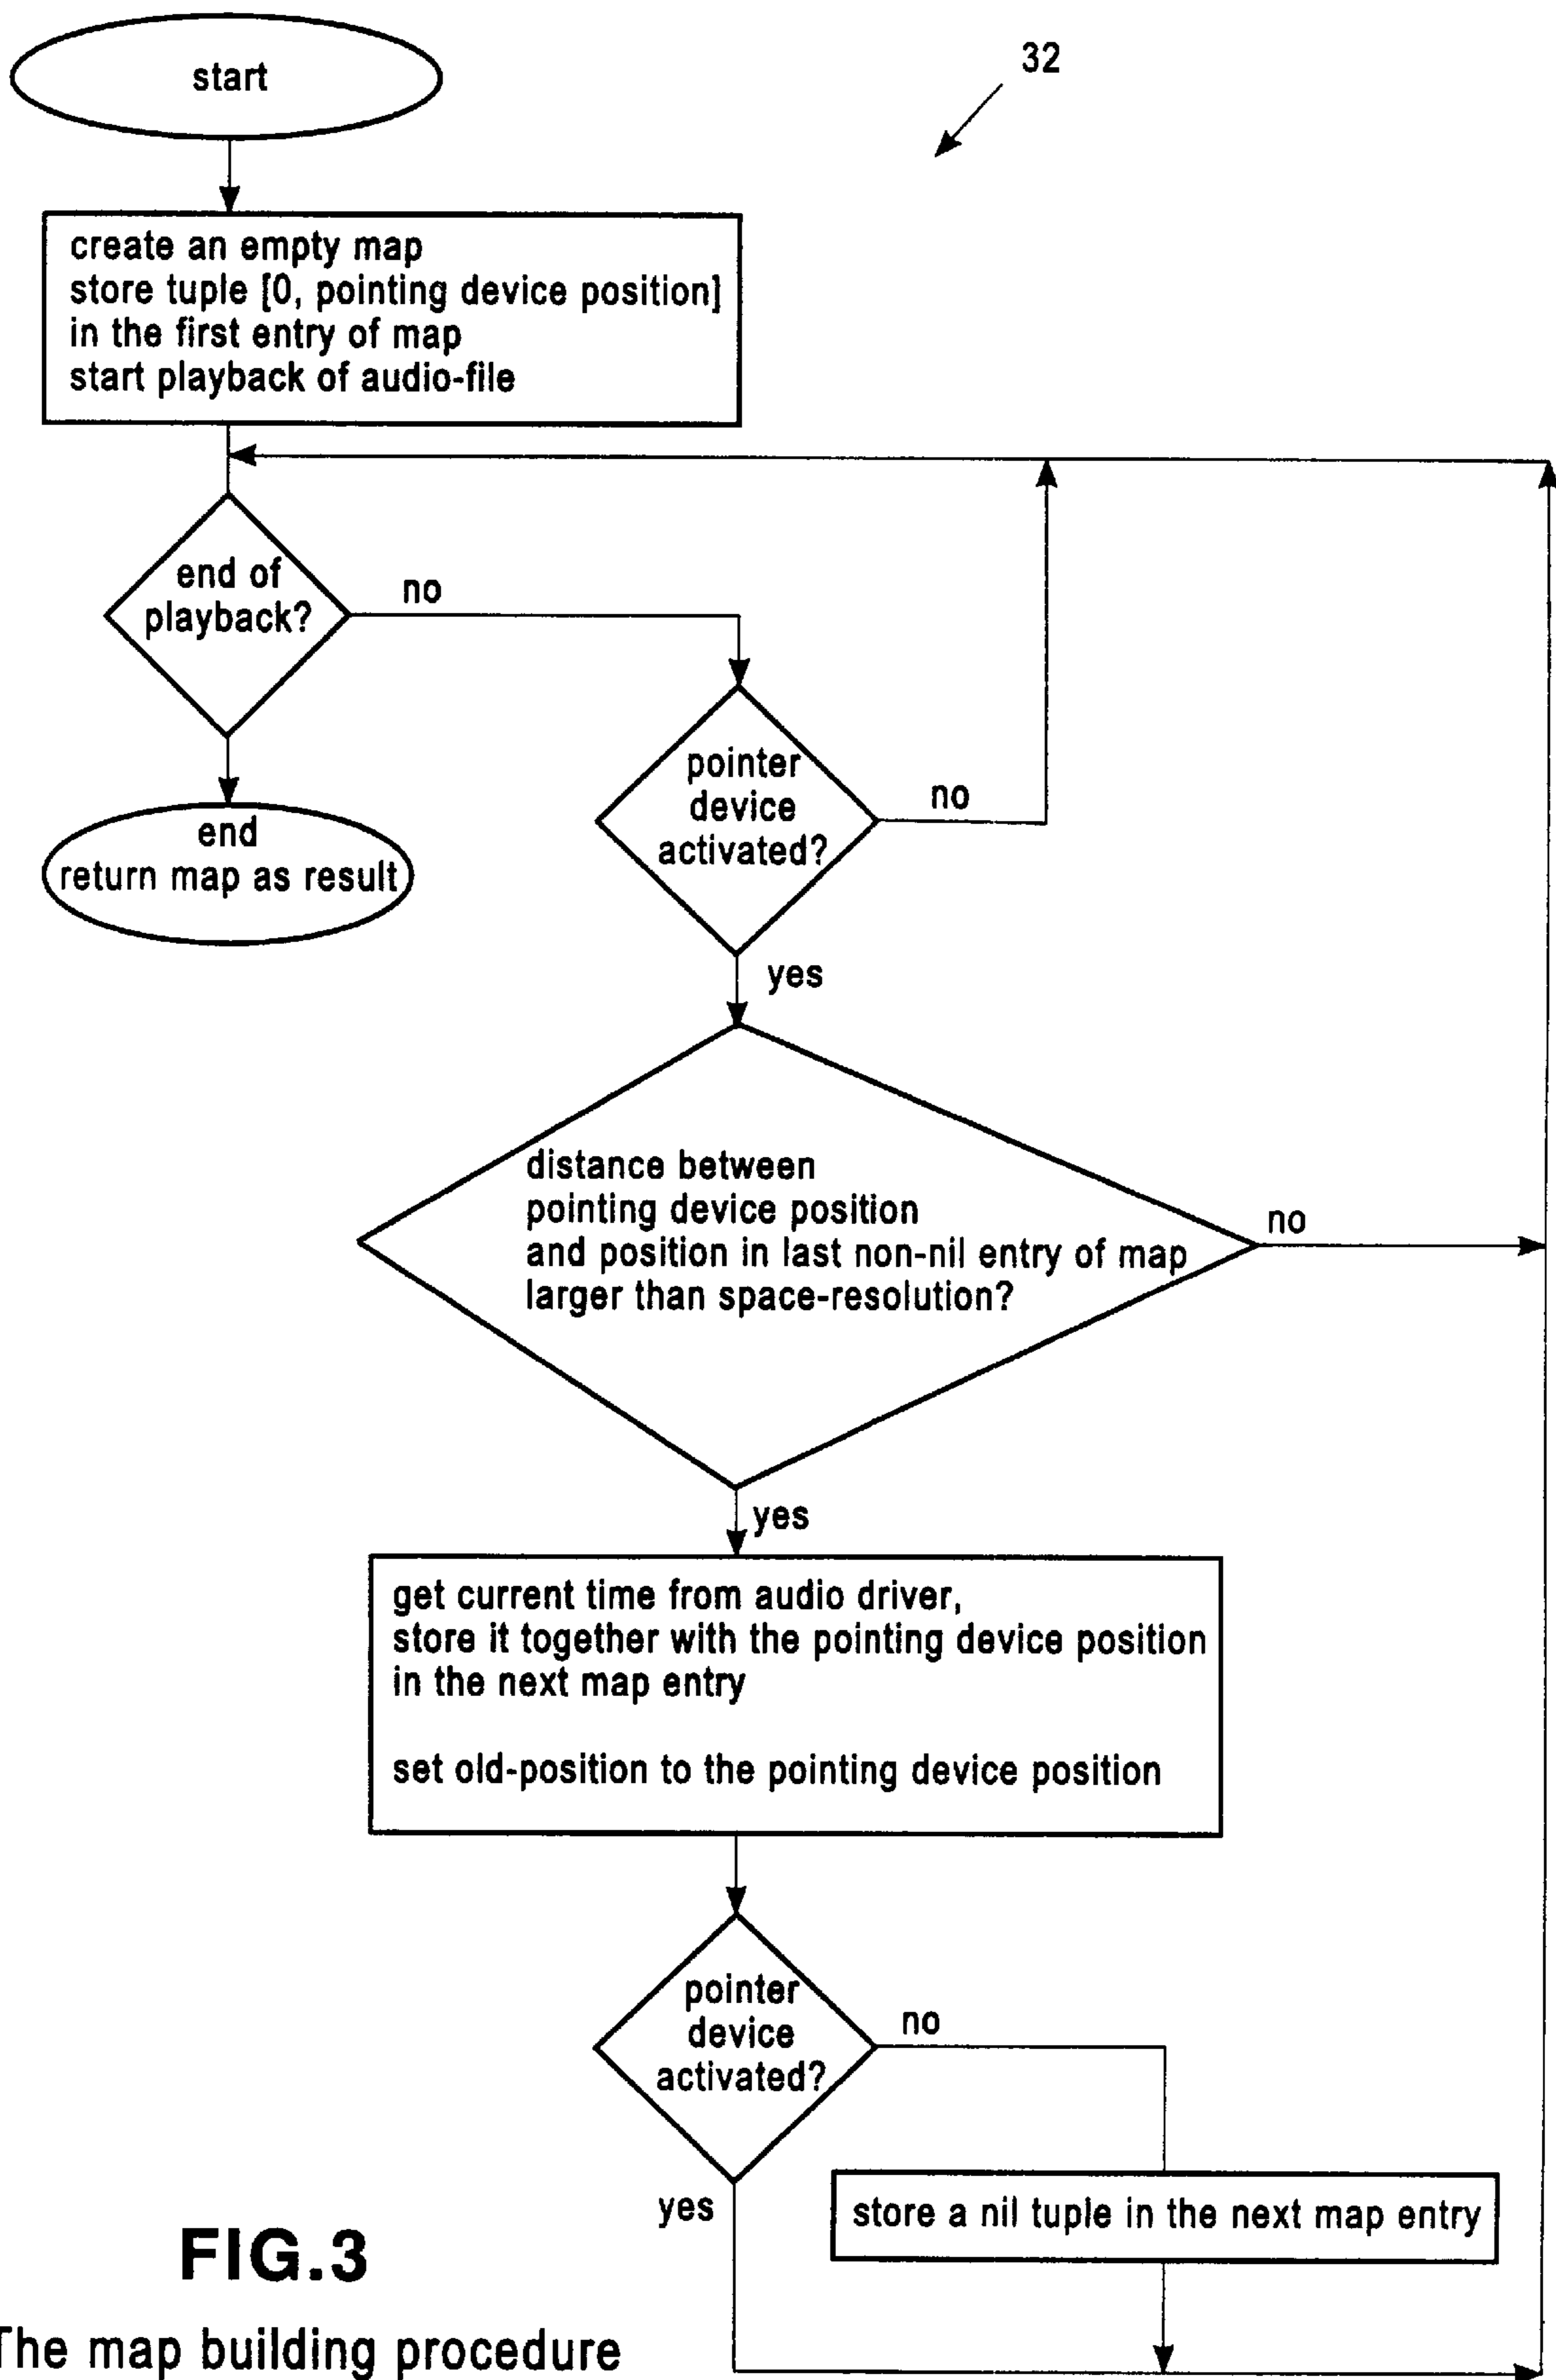 start
32
create an empty map
store tuple [0, pointing device position]
in the first entry of map
start playback of audio-file
end of
playback?
no
pointer
device
activated?
no
end
return map as result
yes
distance between
pointing device position
and position in last non-nil entry of map
larger than space-resolution?
no
yes
get current time from audio driver,
store it together with the pointing device position
in the next map entry
set old-position to the pointing device position
pointer
device
activated?
no
yes
store a nil tuple in the next map entry
FIG.3
The map building procedure